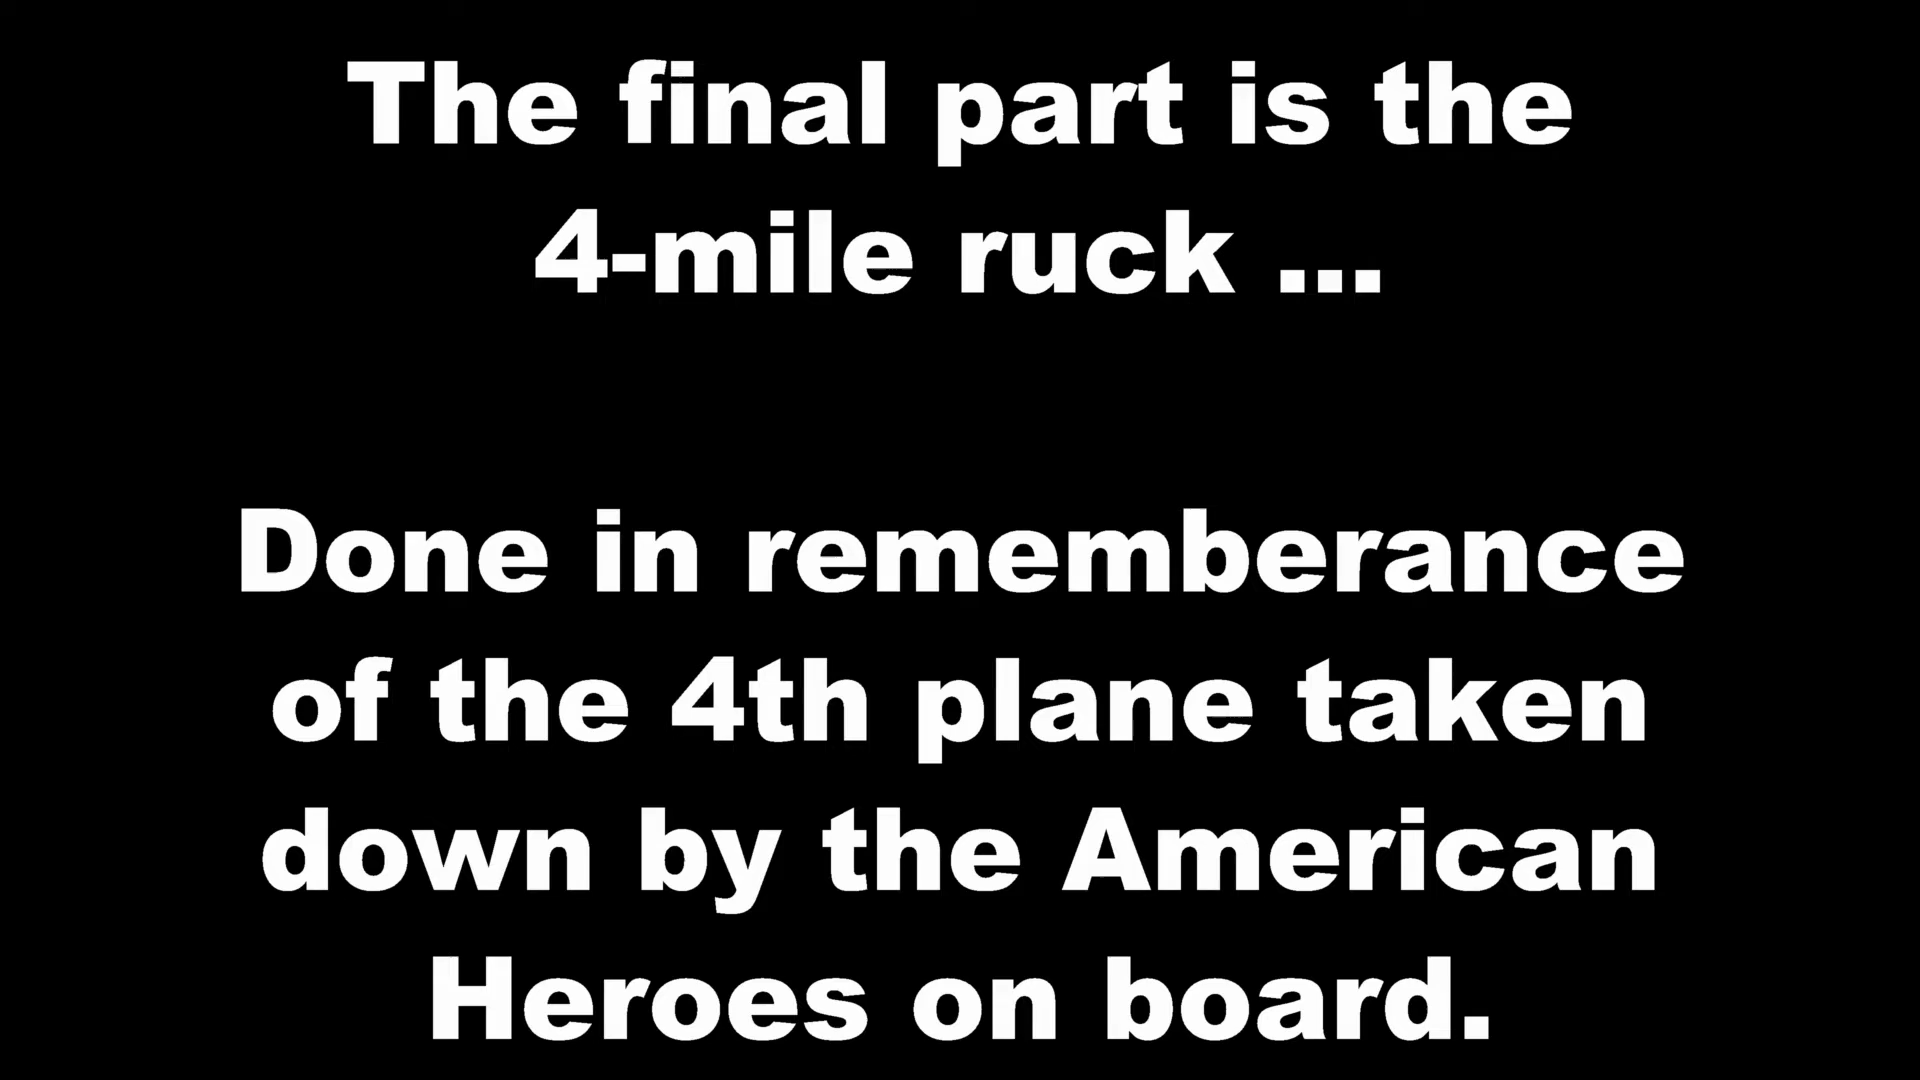 The final part is the
4-mile ruck ...
Done in rememberance
of the 4th plane taken
down by the American
Heroes on board.